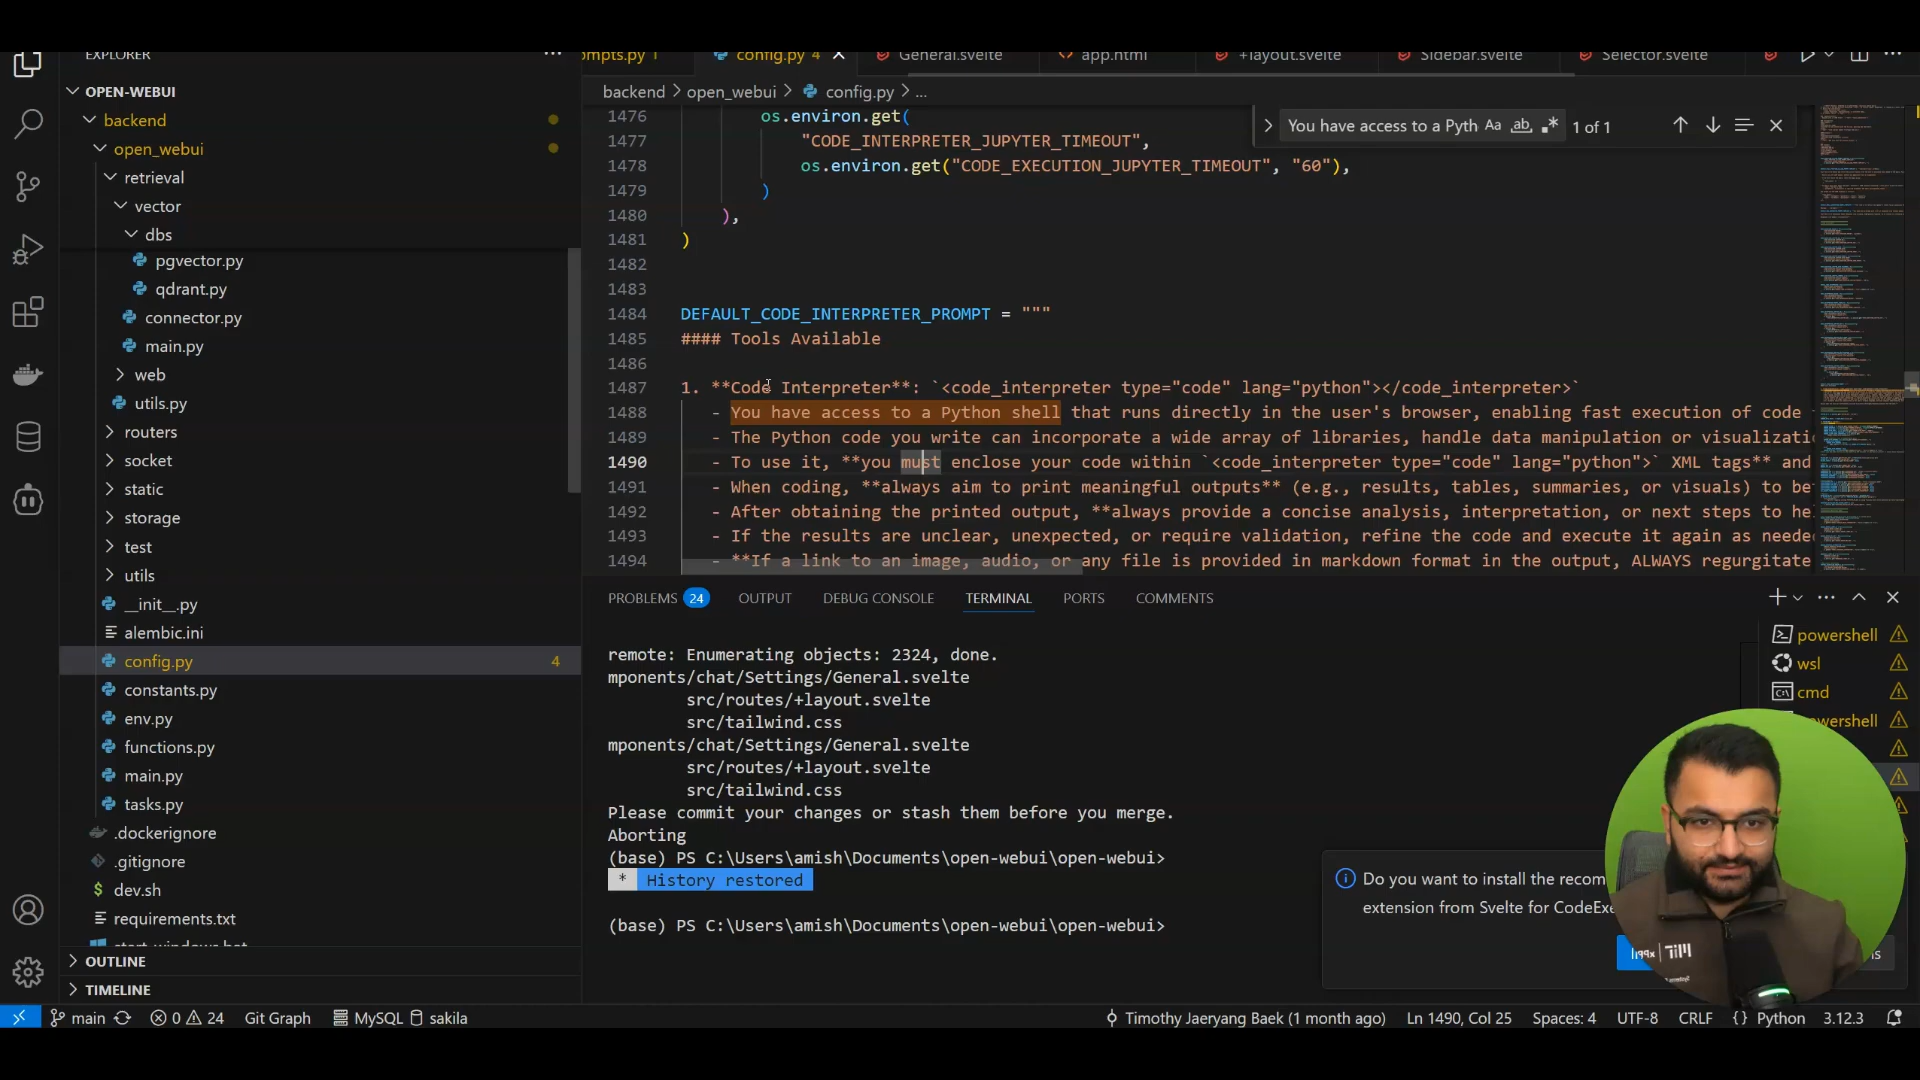 EXPLORER
OPEN-WEBUI
backend
open_webui
retrieval
vector
dbs
pgvector.py
qdrant.py
connector.py
main.py
web
utils.py
routers
socket
static
storage
test
utils
__init__.py
alembic.ini
config.py 4
constants.py
env.py
functions.py
main.py
tasks.py
.dockerignore
.gitignore
dev.sh
requirements.txt
OUTLINE
TIMELINE
ompts.py 1 config.py 4 General.svelte app.html +layout.svelte Sidebar.svelte Selector.svelte
backend > open_webui > config.py > ...
You have access to a Pyth Aa ab .* 1 of 1
1476 os.environ.get(
1477 "CODE_INTERPRETER_JUPYTER_TIMEOUT",
1478 os.environ.get("CODE_EXECUTION_JUPYTER_TIMEOUT", "60"),
1479 )
1480 ),
1481 )
1482
1483
1484 DEFAULT_CODE_INTERPRETER_PROMPT = """
1485 #### Tools Available
1486
1487 1. **Code Interpreter**: `<code_interpreter type="code" lang="python"></code_interpreter>`
1488 - You have access to a Python shell that runs directly in the user's browser, enabling fast execution of code
1489 - The Python code you write can incorporate a wide array of libraries, handle data manipulation or visualizati
1490 - To use it, **you must enclose your code within `<code_interpreter type="code" lang="python">` XML tags** and
1491 - When coding, **always aim to print meaningful outputs** (e.g., results, tables, summaries, or visuals) to be
1492 - After obtaining the printed output, **always provide a concise analysis, interpretation, or next steps to he
1493 - If the results are unclear, unexpected, or require validation, refine the code and execute it again as neede
1494 - **If a link to an image, audio, or any file is provided in markdown format in the output, ALWAYS regurgitate
PROBLEMS 24 OUTPUT DEBUG CONSOLE TERMINAL PORTS COMMENTS
remote: Enumerating objects: 2324, done.
mponents/chat/Settings/General.svelte
src/routes/+layout.svelte
src/tailwind.css
mponents/chat/Settings/General.svelte
src/routes/+layout.svelte
src/tailwind.css
Please commit your changes or stash them before you merge.
Aborting
(base) PS C:\Users\amish\Documents\open-webui\open-webui>
* History restored
(base) PS C:\Users\amish\Documents\open-webui\open-webui>
powershell
wsl
cmd
owershell
Do you want to install the recom
extension from Svelte for CodeExe
main 0 24 Git Graph MySQL sakila Timothy Jaeryang Baek (1 month ago) Ln 1490, Col 25 Spaces: 4 UTF-8 CRLF {} Python 3.12.3